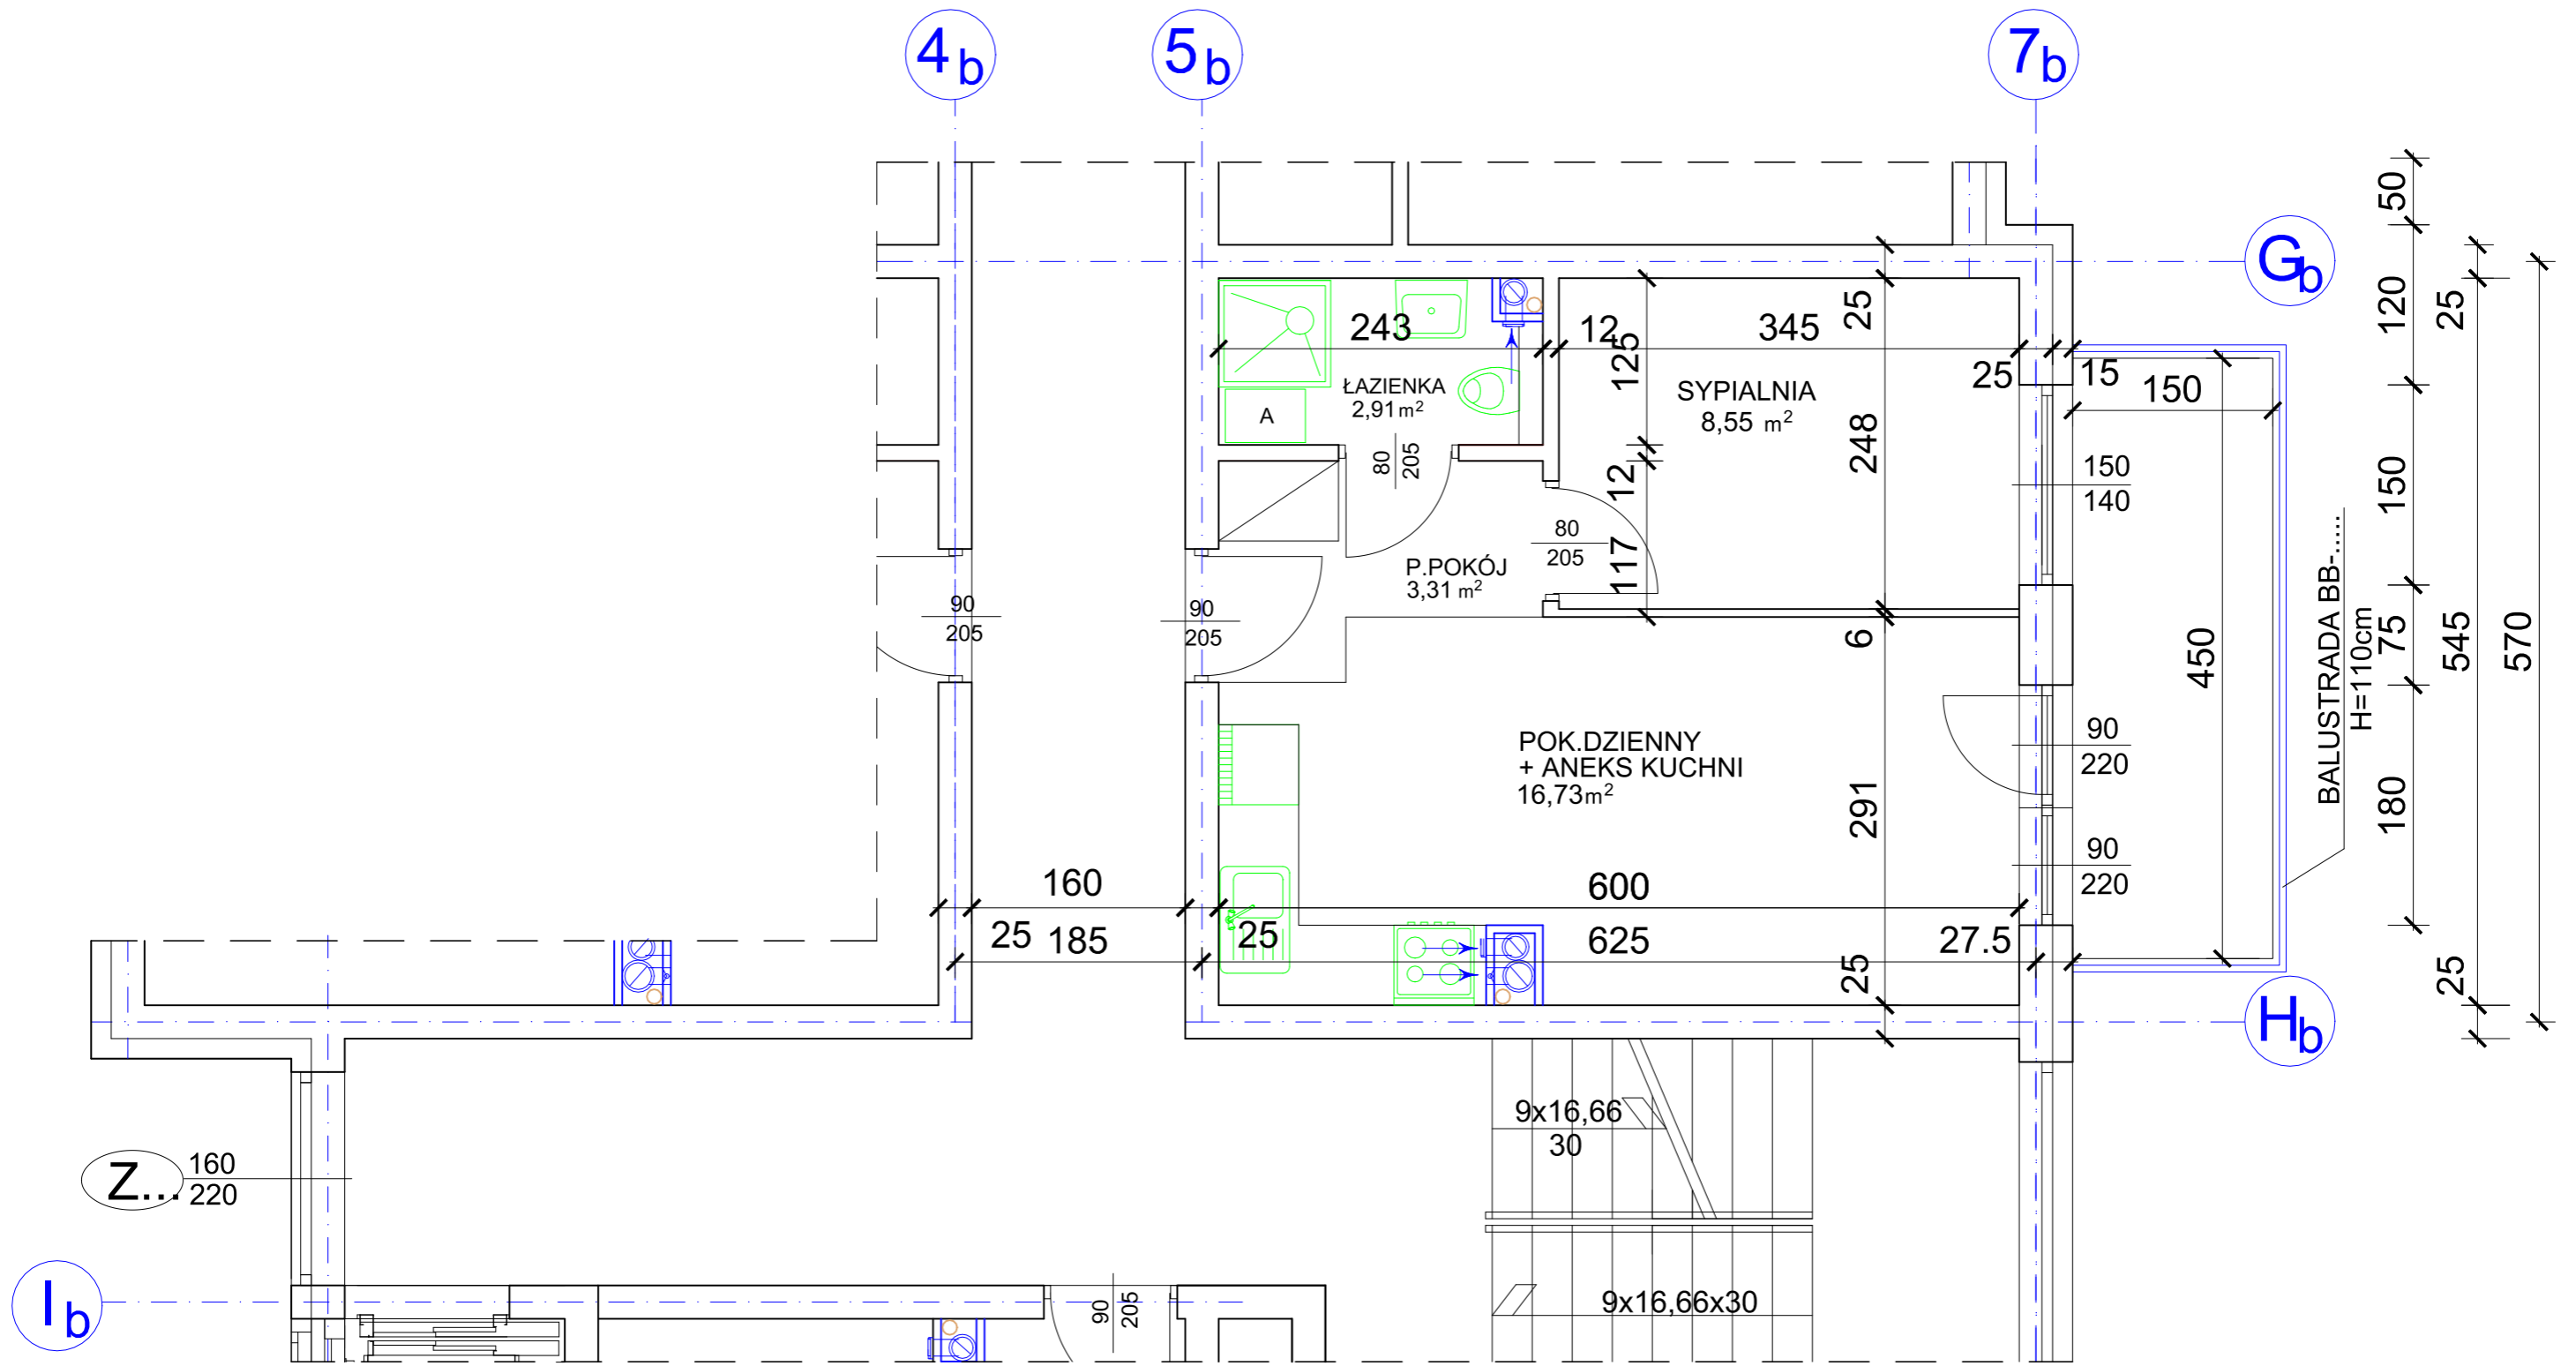 4b
5b
7b
50
Gb
120
25
25
243
12
345
125
25
15
150
ŁAZIENKA
2,91 m²
SYPIALNIA
8,55 m²
A
248
80
205
12
150
140
150
80
205
117
P.POKÓJ
3,31 m²
90
205
90
205
6
75
545
570
450
BALUSTRADA BB-....
H=110cm
POK.DZIENNY
+ ANEKS KUCHNI
16,73m²
90
220
291
180
90
220
160
600
25
185
25
625
27.5
25
25
Hb
9x16,66
30
Z...
160
220
Ib
90
205
9x16,66x30